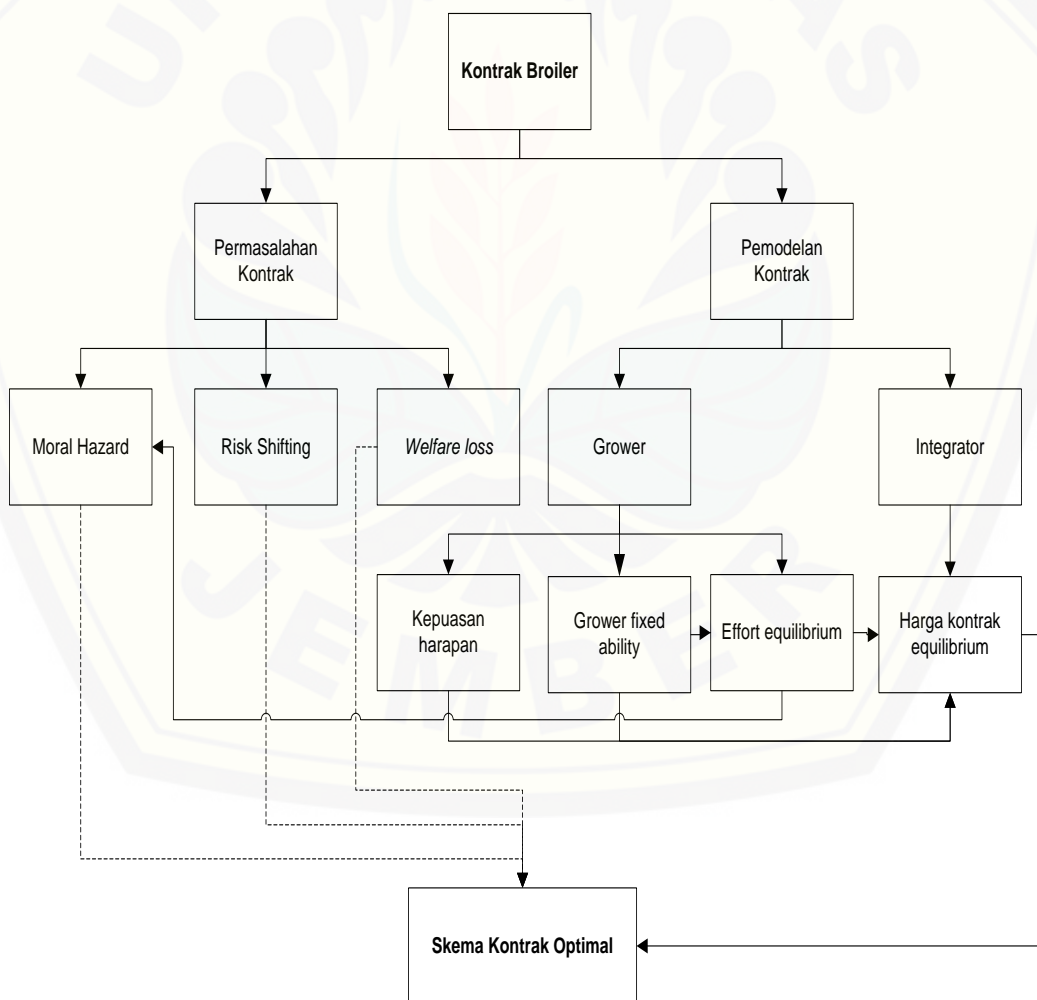 Kontrak Broiler
Permasalahan
Kontrak
Pemodelan
Kontrak
Moral Hazard
Risk Shifting
Welfare loss
Grower
Integrator
Kepuasan
harapan
Grower fixed
ability
Effort equilibrium
Harga kontrak
equilibrium
JEMBER
Skema Kontrak Optimal